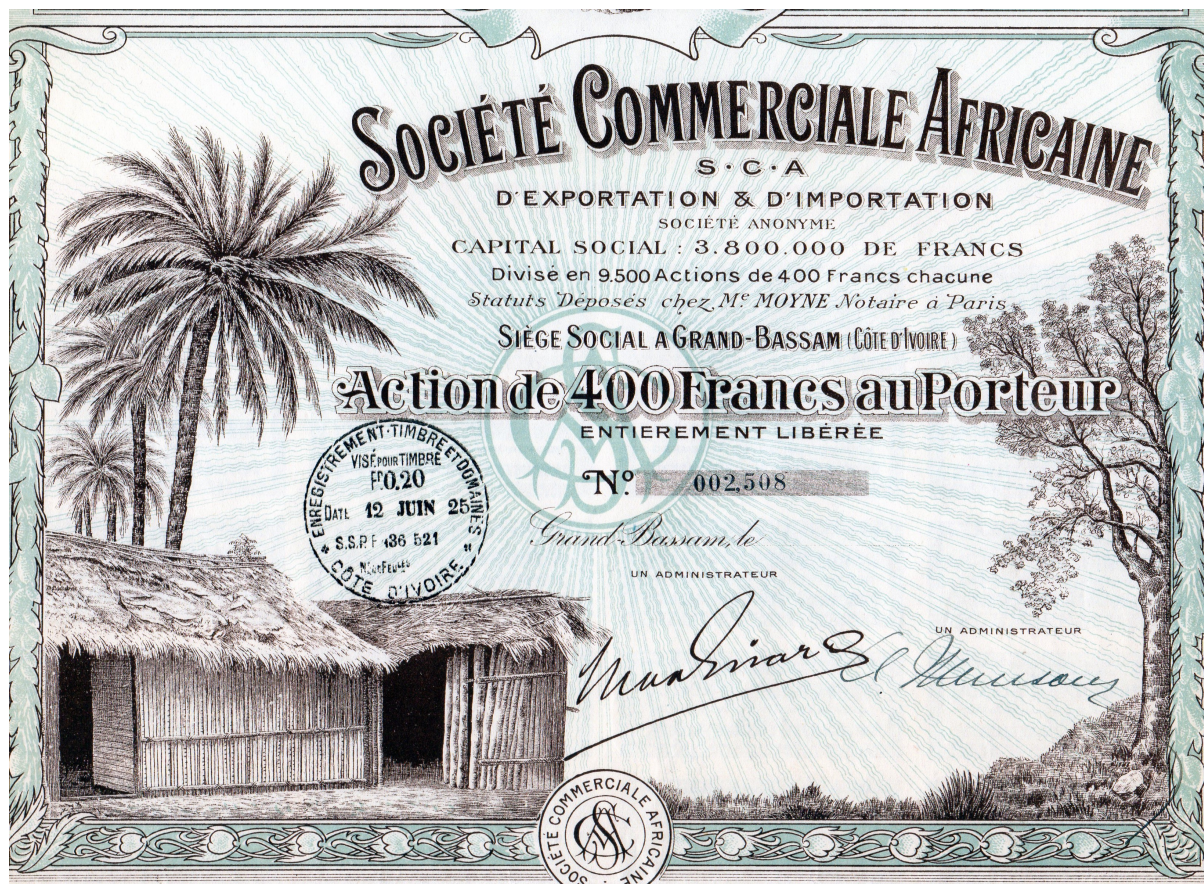 SOCIÉTÉ COMMERCIALE AFRICAINE
S·C·A
D'EXPORTATION & D'IMPORTATION
SOCIÉTÉ ANONYME
CAPITAL SOCIAL : 3.800.000 DE FRANCS
Divisé en 9.500 Actions de 400 Francs chacune
Statuts Déposés chez Me MOYNE Notaire à Paris
SIÈGE SOCIAL A GRAND-BASSAM (CÔTE D'IVOIRE)
Action de 400 Francs au Porteur
ENTIEREMENT LIBÉRÉE
No. 002,508
Grand-Bassam, le
UN ADMINISTRATEUR
UN ADMINISTRATEUR
ENREGISTREMENT·TIMBRE ET DOMAINES
VISÉ POUR TIMBRE
0,20
DATE 12 JUIN 25
S.S.P. 521
CÔTE D'IVOIRE
SOCIÉTÉ COMMERCIALE AFRICAINE